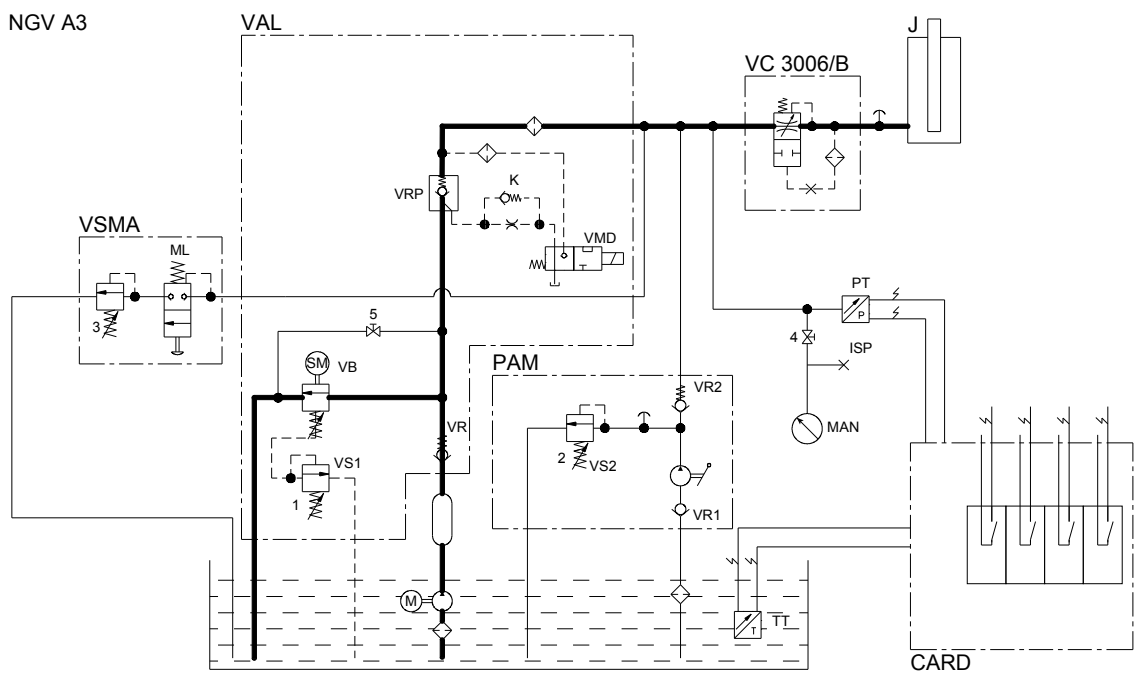 NGV A3
VAL
J
VC 3006/B
K
VRP
VSMA
ML
VMD
3
PT
P
5
4
ISP
SM
VB
PAM
VR2
MAN
VR
2
VS2
VS1
1
VR1
M
TT
T
CARD